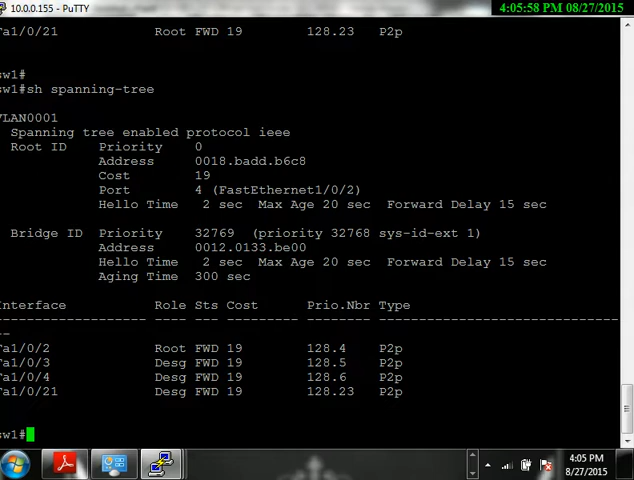 10.0.0.155 - PuTTY
4:05:58 PM 08/27/2015
Fa1/0/21 Root FWD 19 128.23 P2p
sw1#
sw1#sh spanning-tree
VLAN0001
Spanning tree enabled protocol ieee
Root ID Priority 0
Address 0018.badd.b6c8
Cost 19
Port 4 (FastEthernet1/0/2)
Hello Time 2 sec Max Age 20 sec Forward Delay 15 sec
Bridge ID Priority 32769 (priority 32768 sys-id-ext 1)
Address 0012.0133.be00
Hello Time 2 sec Max Age 20 sec Forward Delay 15 sec
Aging Time 300 sec
Interface Role Sts Cost Prio.Nbr Type
------------------- ---- --- --------- -------- --------------------------------
--
Fa1/0/2 Root FWD 19 128.4 P2p
Fa1/0/3 Desg FWD 19 128.5 P2p
Fa1/0/4 Desg FWD 19 128.6 P2p
Fa1/0/21 Desg FWD 19 128.23 P2p
sw1#
4:05 PM
8/27/2015